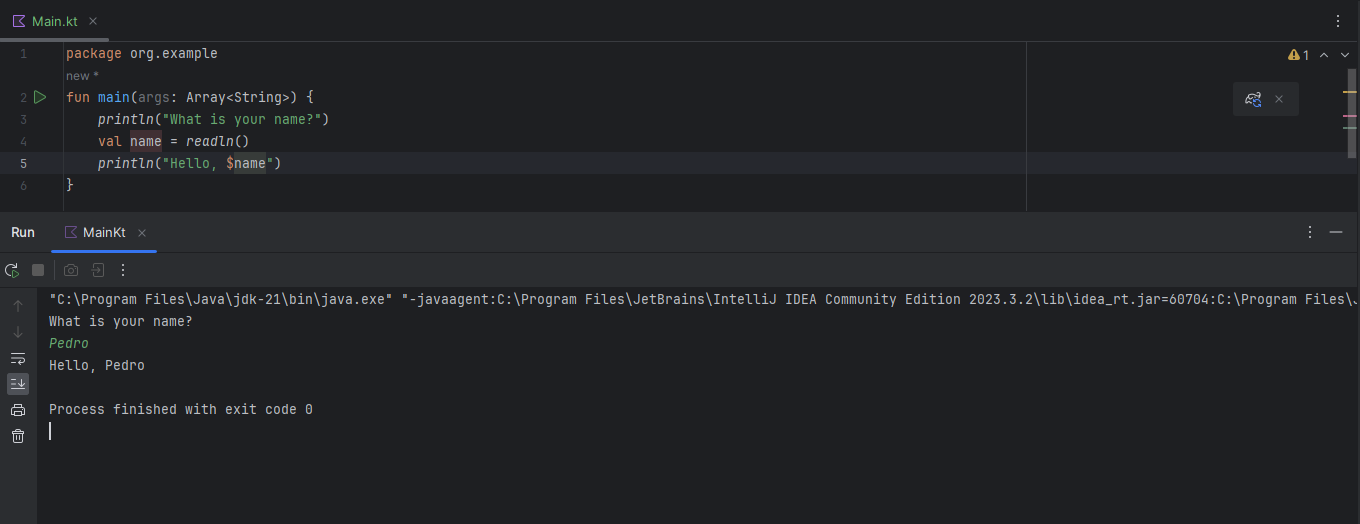 Main.kt
1 package org.example
new *
2 fun main(args: Array<String>) {
3 println("What is your name?")
4 val name = readln()
5 println("Hello, $name")
6 }
1
Run MainKt
"C:\Program Files\Java\jdk-21\bin\java.exe" "-javaagent:C:\Program Files\JetBrains\IntelliJ IDEA Community Edition 2023.3.2\lib\idea_rt.jar=60704:C:\Program Files\J
What is your name?
Pedro
Hello, Pedro
Process finished with exit code 0